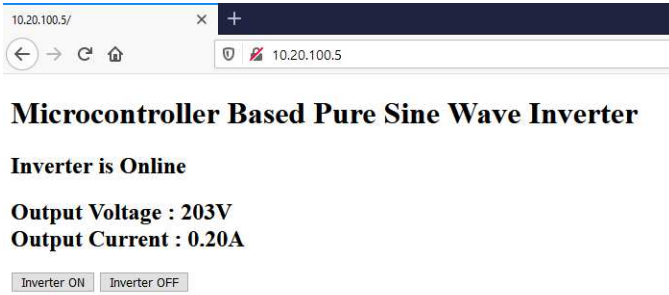 10.20.100.5/
10.20.100.5
Microcontroller Based Pure Sine Wave Inverter
Inverter is Online
Output Voltage : 203V
Output Current : 0.20A
Inverter ON Inverter OFF